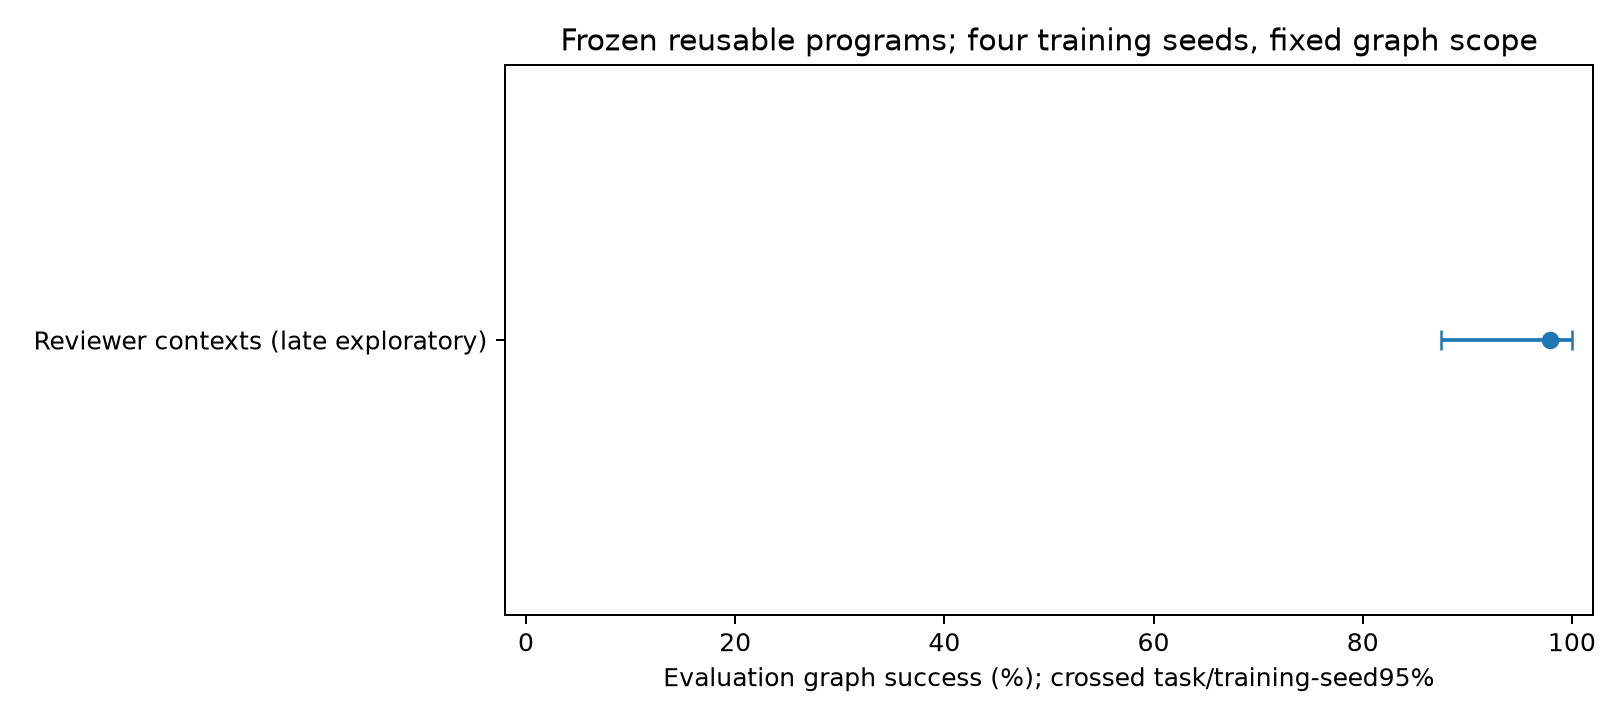 Frozen reusable programs; four training seeds, fixed graph scope
Reviewer contexts (late exploratory)
0 20 40 60 80 100
Evaluation graph success (%); crossed task/training-seed95%